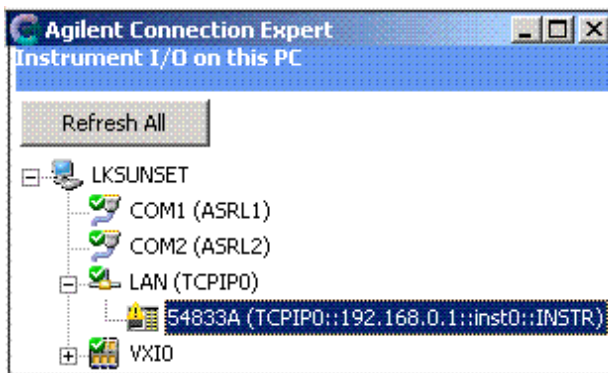 Agilent Connection Expert
Instrument I/O on this PC
Refresh All
LKSUNSET
COM1 (ASRL1)
COM2 (ASRL2)
LAN (TCPIP0)
54833A (TCPIP0::192.168.0.1::inst0::INSTR)
VXI0